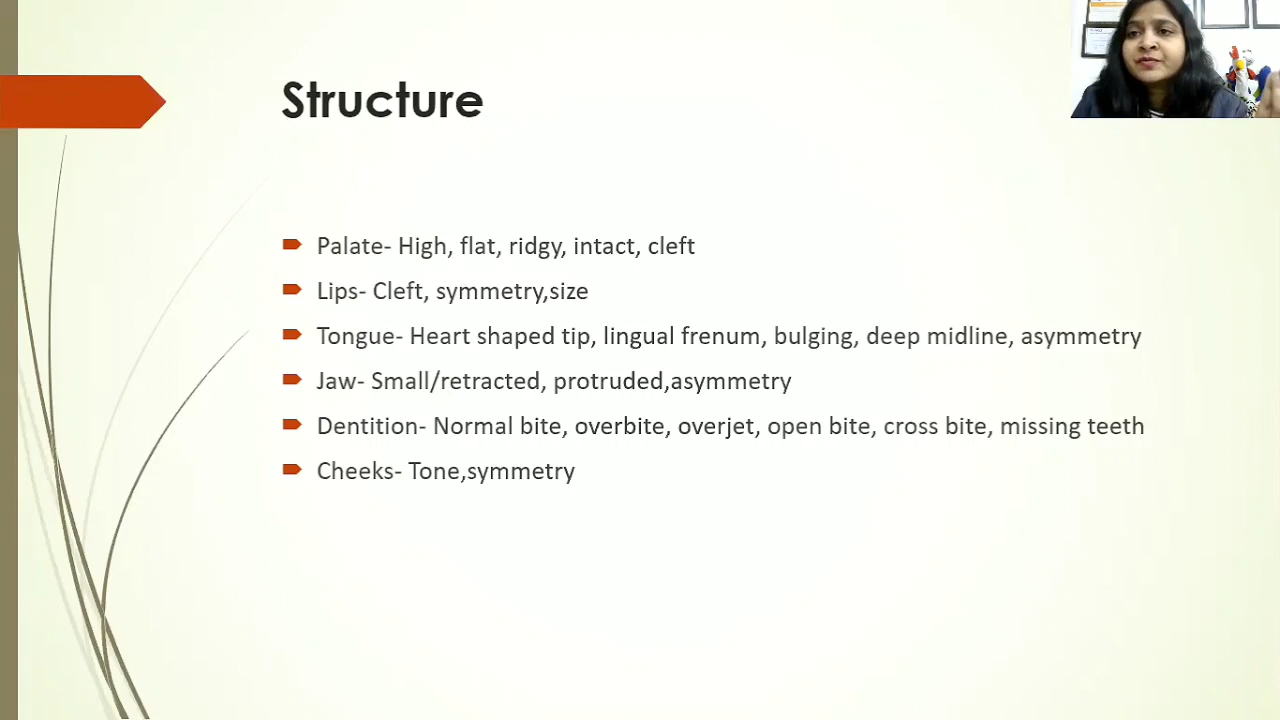 Structure
Palate- High, flat, ridgy, intact, cleft
Lips- Cleft, symmetry,size
Tongue- Heart shaped tip, lingual frenum, bulging, deep midline, asymmetry
Jaw- Small/retracted, protruded,asymmetry
Dentition- Normal bite, overbite, overjet, open bite, cross bite, missing teeth
Cheeks- Tone,symmetry